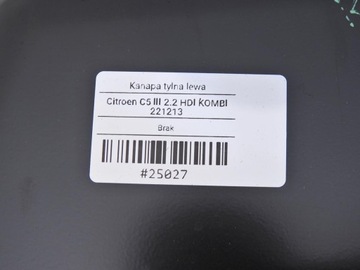 Kanapa tylna lewa
Citroen C5 III 2.2 HDI KOMBI
221213
Brak
#25027